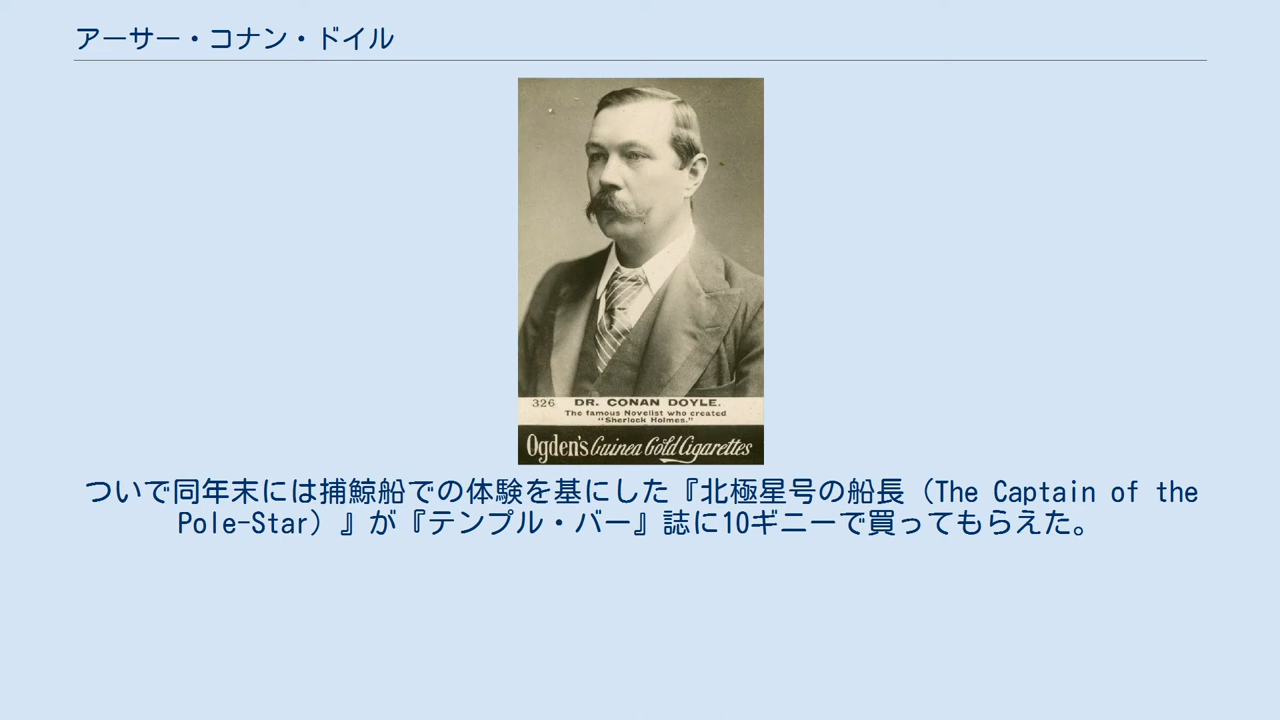 アーサー・コナン・ドイル
326 DR. CONAN DOYLE.
The famous Novelist who created
"Sherlock Holmes."
Ogden's Guinea Gold Cigarettes
ついで同年末には捕鯨船での体験を基にした『北極星号の船長（The Captain of the
Pole-Star）』が『テンプル・バー』誌に10ギニーで買ってもらえた。